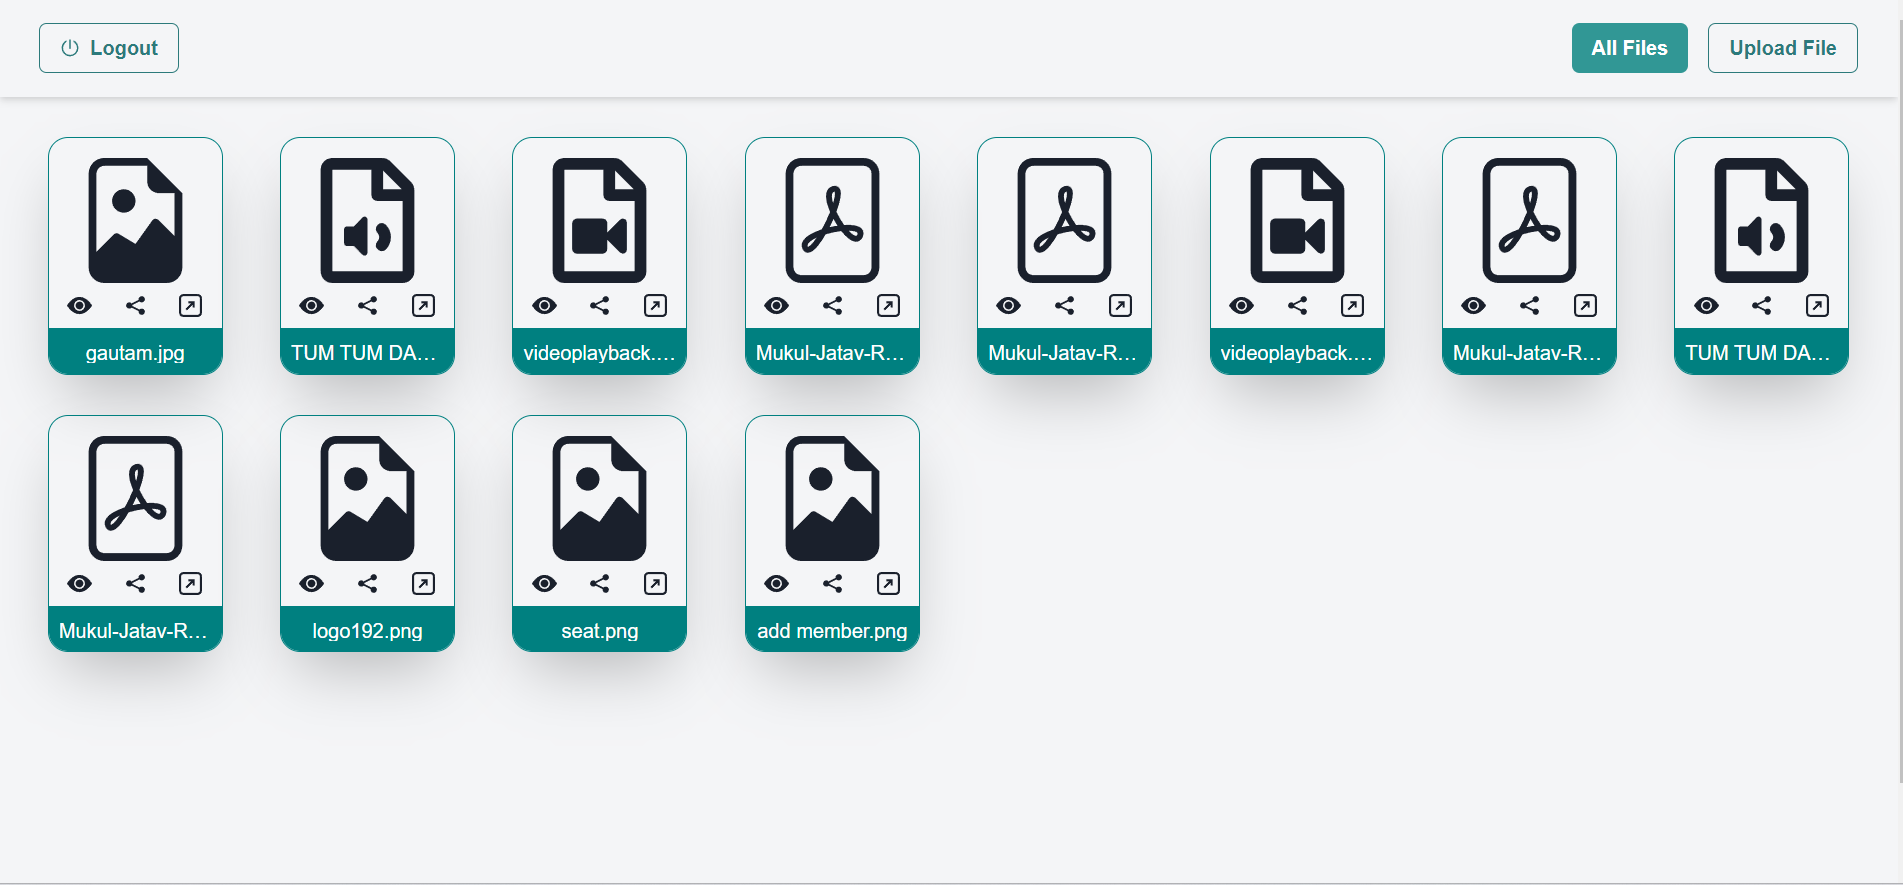 Logout
All Files
Upload File
gautam.jpg
TUM TUM DA...
videoplayback....
Mukul-Jatav-R...
Mukul-Jatav-R...
videoplayback....
Mukul-Jatav-R...
TUM TUM DA...
Mukul-Jatav-R...
logo192.png
seat.png
add member.png